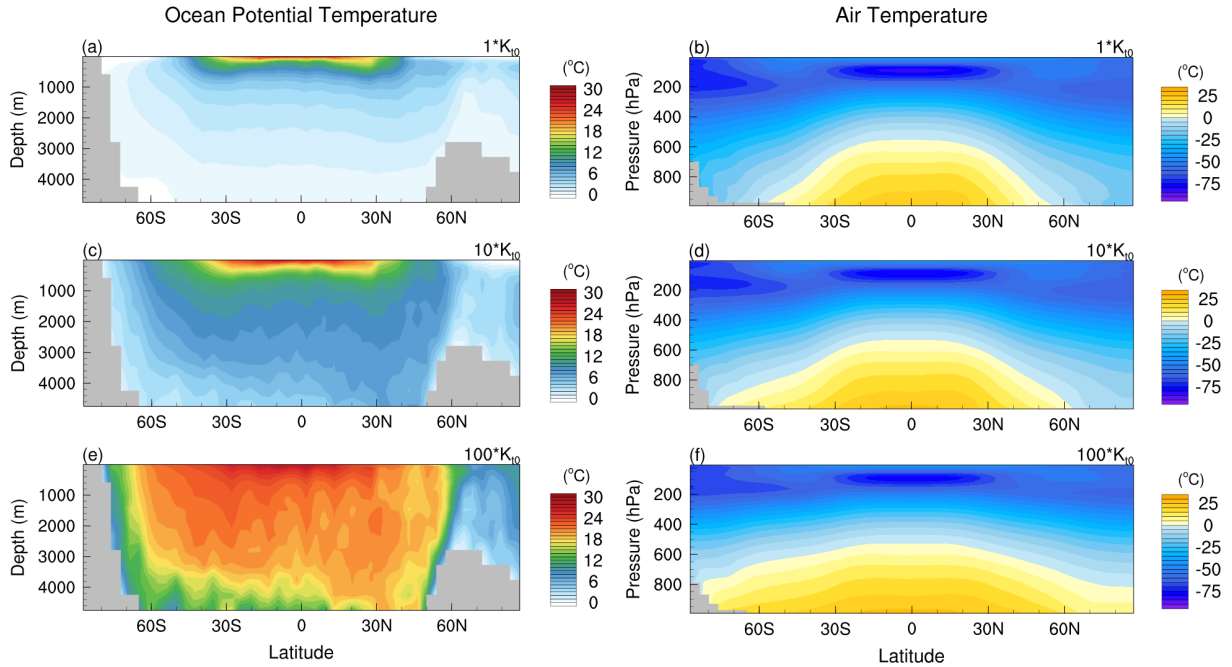 Ocean Potential Temperature
Air Temperature
(a)
1*Kt0
Depth (m)
1000
2000
3000
4000
60S
30S
0
30N
60N
(oC)
30
24
18
12
6
0
(b)
1*Kt0
Pressure (hPa)
200
400
600
800
60S
30S
0
30N
60N
(oC)
25
0
-25
-50
-75
(c)
10*Kt0
Depth (m)
1000
2000
3000
4000
60S
30S
0
30N
60N
(oC)
30
24
18
12
6
0
(d)
10*Kt0
Pressure (hPa)
200
400
600
800
60S
30S
0
30N
60N
(oC)
25
0
-25
-50
-75
(e)
100*Kt0
Depth (m)
1000
2000
3000
4000
60S
30S
0
30N
60N
Latitude
(oC)
30
24
18
12
6
0
(f)
100*Kt0
Pressure (hPa)
200
400
600
800
60S
30S
0
30N
60N
Latitude
(oC)
25
0
-25
-50
-75